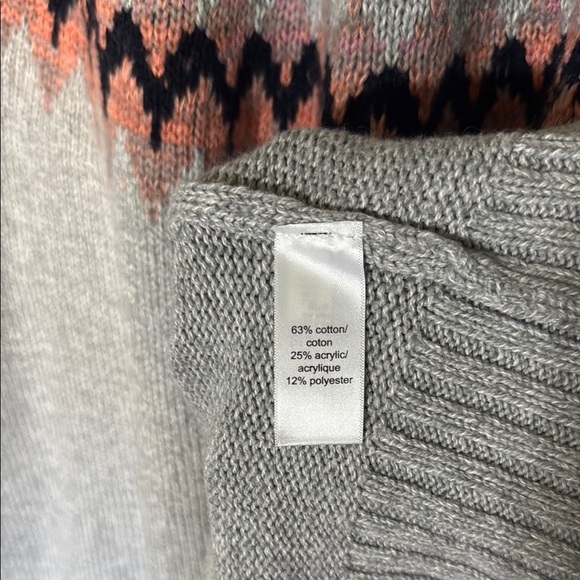 63% cotton/
coton
25% acrylic/
acrylique
12% polyester